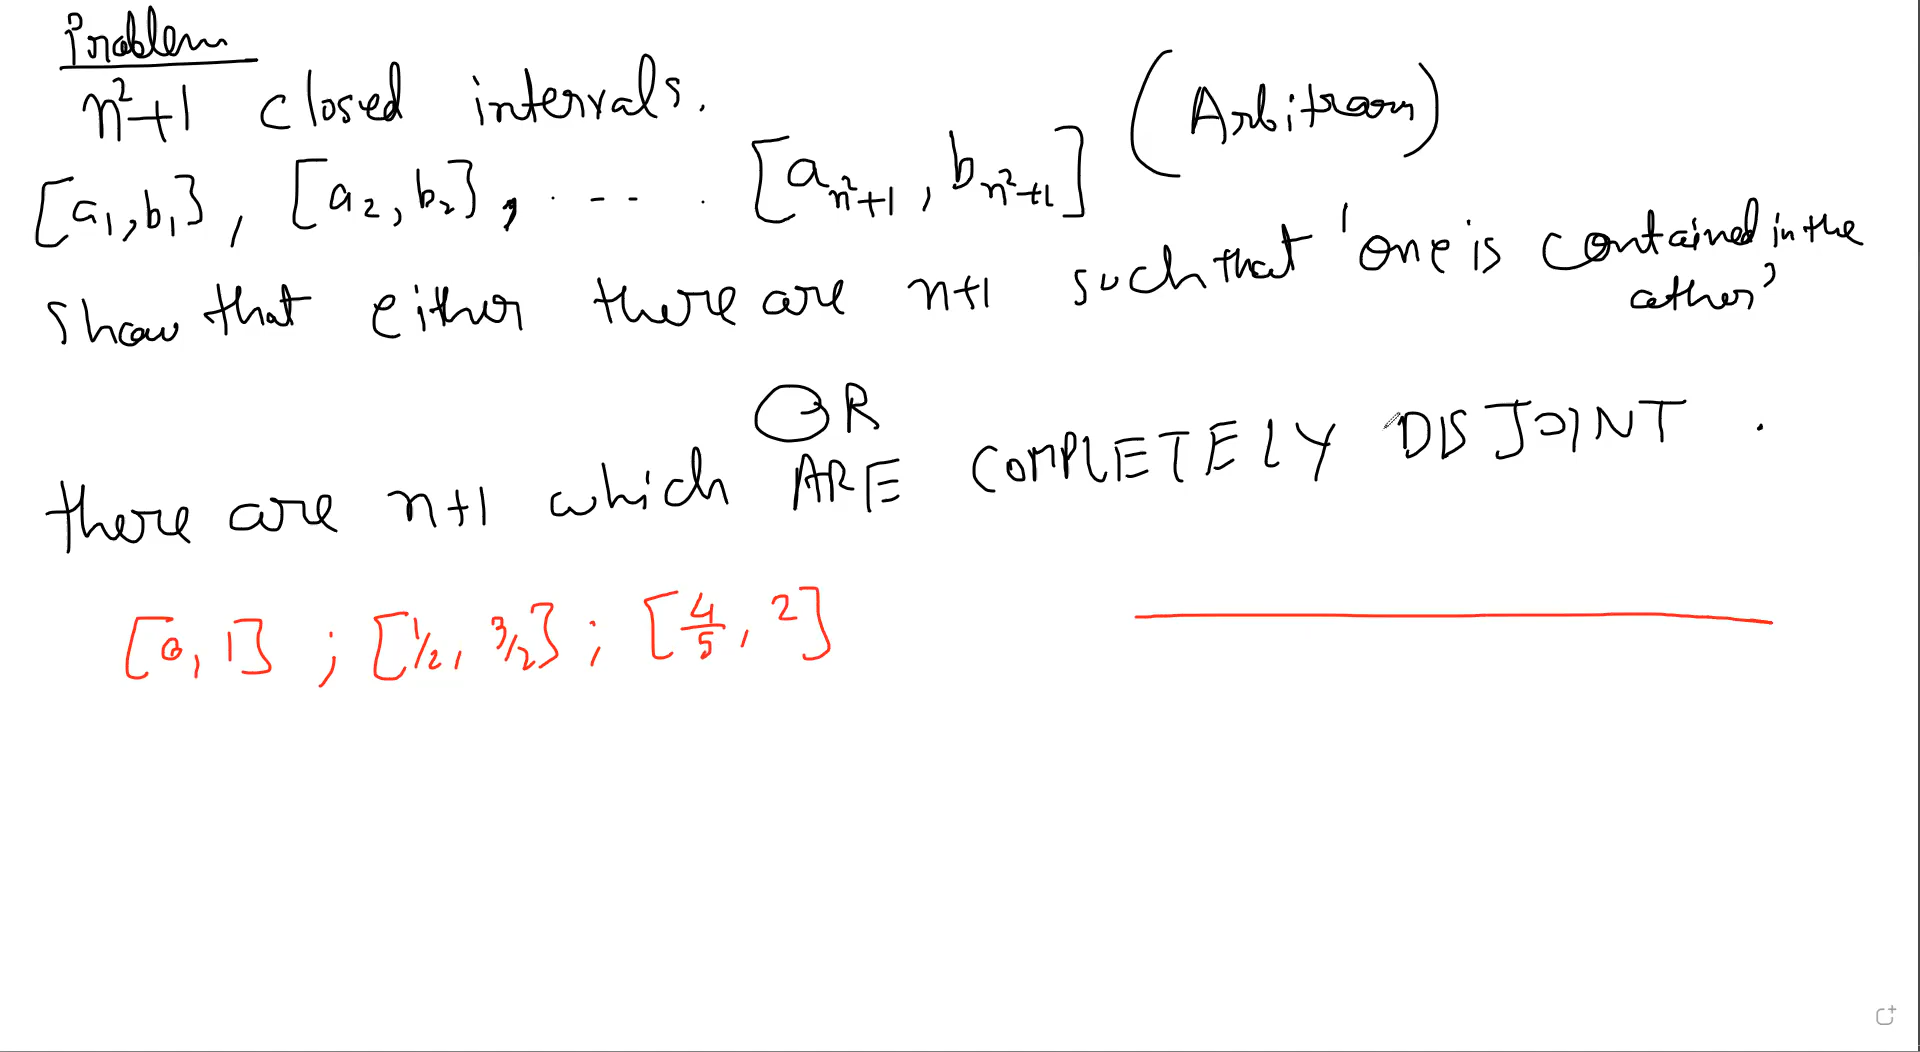 Problem
n²+1 closed intervals. (Arbitrary)
[a₁,b₁], [a₂,b₂], ---- . [aₙ²₊₁, bₙ²₊₁]
show that either there are n+1 such that 'one is contained in the other'
OR
there are n+1 which ARE COMPLETELY DISJOINT.
[0,1] ; [1/2, 3/2] ; [4/5, 2]